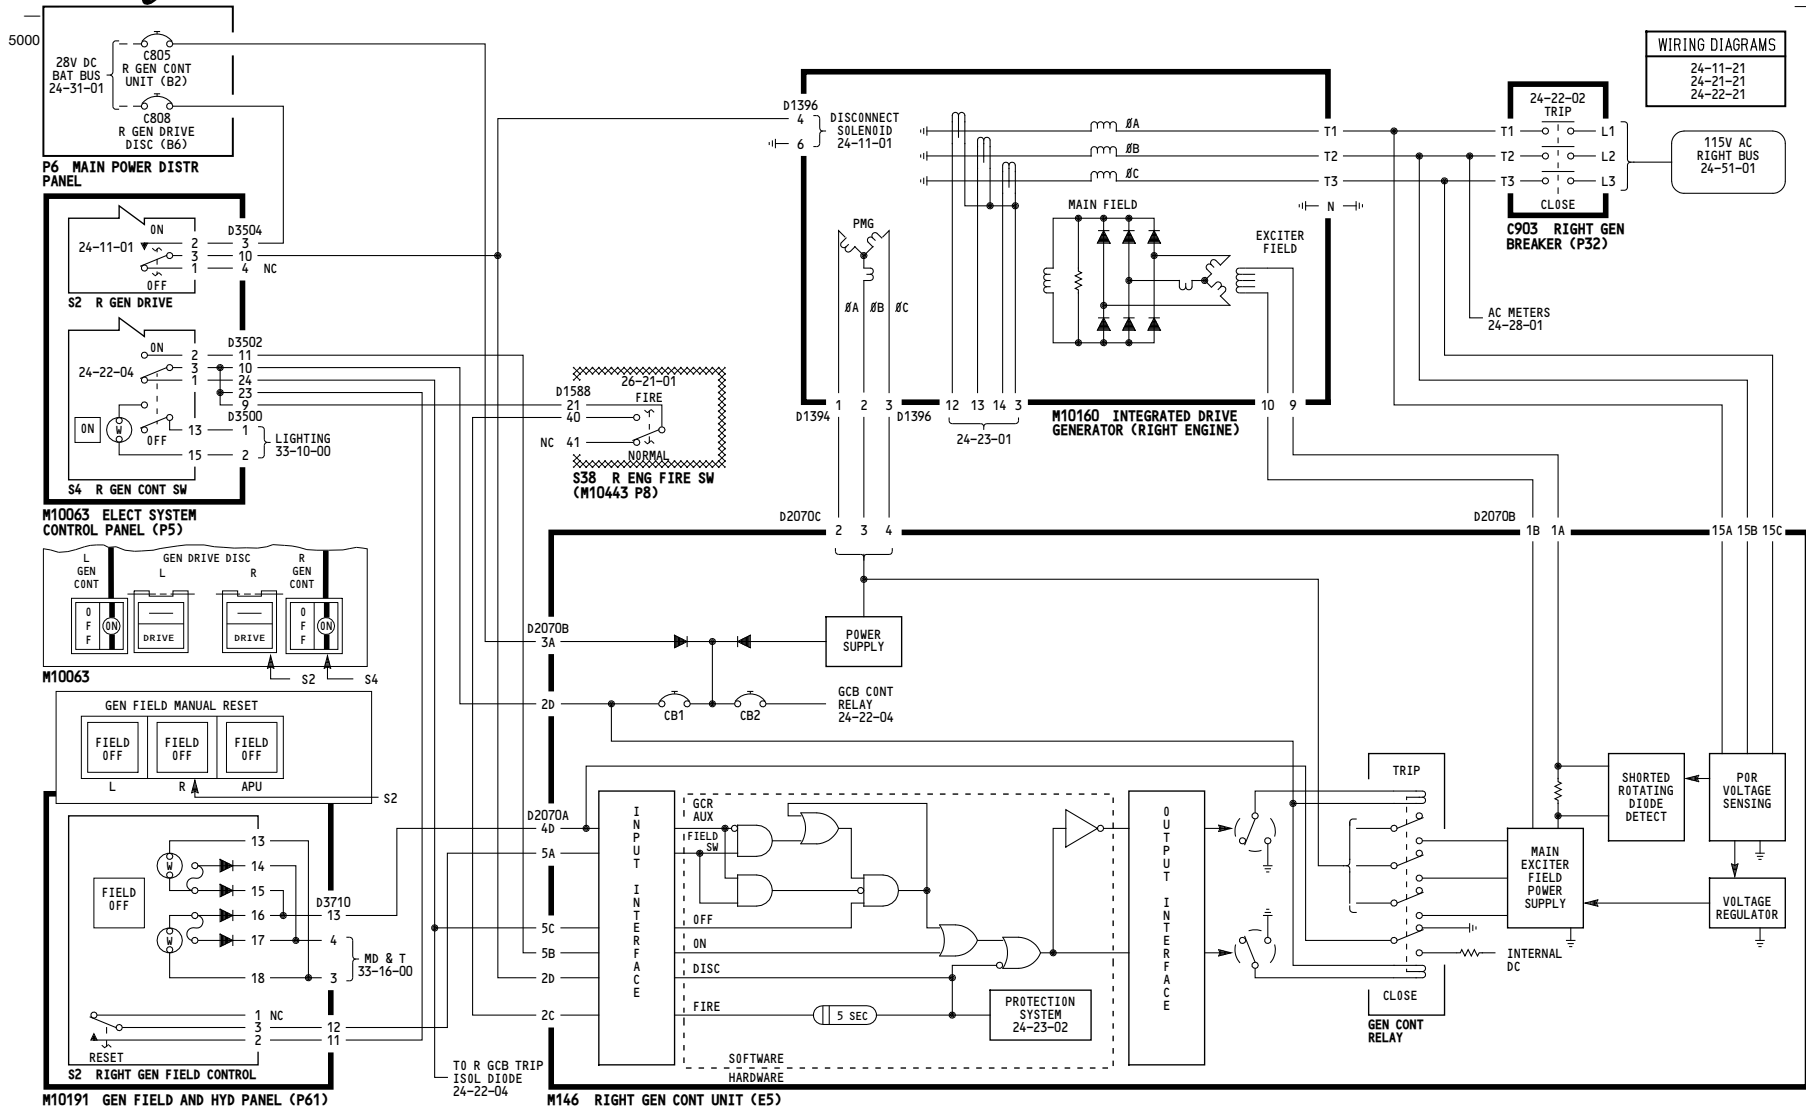 5000
28V DC
BAT BUS
24-31-01
C805
R GEN CONT
UNIT (B2)
C808
R GEN DRIVE
DISC (B6)
P6 MAIN POWER DISTR
PANEL
WIRING DIAGRAMS
24-11-21
24-21-21
24-22-21
D1396
4
6
DISCONNECT
SOLENOID
24-11-01
ØA
ØB
ØC
T1
T2
T3
N
24-22-02
TRIP
T1 L1
T2 L2
T3 L3
CLOSE
C903 RIGHT GEN
BREAKER (P32)
115V AC
RIGHT BUS
24-51-01
AC METERS
24-28-01
PMG
ØA ØB ØC
MAIN FIELD
EXCITER
FIELD
D1394 1 2 3 D1396 12 13 14 3
24-23-01
10 9
M10160 INTEGRATED DRIVE
GENERATOR (RIGHT ENGINE)
D3504
ON
24-11-01
2 3
3 10
1 4 NC
OFF
S2 R GEN DRIVE
D3502
ON
24-22-04
2 11
3 10
1 24
23
9
D3500
ON
W
OFF
13 1
15 2
LIGHTING
33-10-00
S4 R GEN CONT SW
M10063 ELECT SYSTEM
CONTROL PANEL (P5)
26-21-01
D1588
21
40
NC 41
FIRE
NORMAL
S38 R ENG FIRE SW
(M10443 P8)
L
GEN
CONT
GEN DRIVE DISC
L R
R
GEN
CONT
OFF
ON
DRIVE
DRIVE
OFF
ON
S2 S4
M10063
GEN FIELD MANUAL RESET
FIELD
OFF
FIELD
OFF
FIELD
OFF
L R APU
S2
FIELD
OFF
W
W
13
14
15
16
17
18
D3710
13
4
3
MD & T
33-16-00
1 NC
3 12
2 11
RESET
S2 RIGHT GEN FIELD CONTROL
M10191 GEN FIELD AND HYD PANEL (P61)
TO R GCB TRIP
ISOL DIODE
24-22-04
D2070C
2 3 4
D2070B
1B 1A
15A 15B 15C
D2070B
3A
2D
POWER
SUPPLY
CB1 CB2
GCB CONT
RELAY
24-22-04
D2070A
4D
5A
5C
5B
2D
2C
INPUT INTERFACE
GCR
AUX
FIELD
SW
OFF
ON
DISC
FIRE
5 SEC
PROTECTION
SYSTEM
24-23-02
SOFTWARE
HARDWARE
OUTPUT INTERFACE
TRIP
CLOSE
GEN CONT
RELAY
INTERNAL
DC
MAIN
EXCITER
FIELD
POWER
SUPPLY
SHORTED
ROTATING
DIODE
DETECT
POR
VOLTAGE
SENSING
VOLTAGE
REGULATOR
M146 RIGHT GEN CONT UNIT (E5)